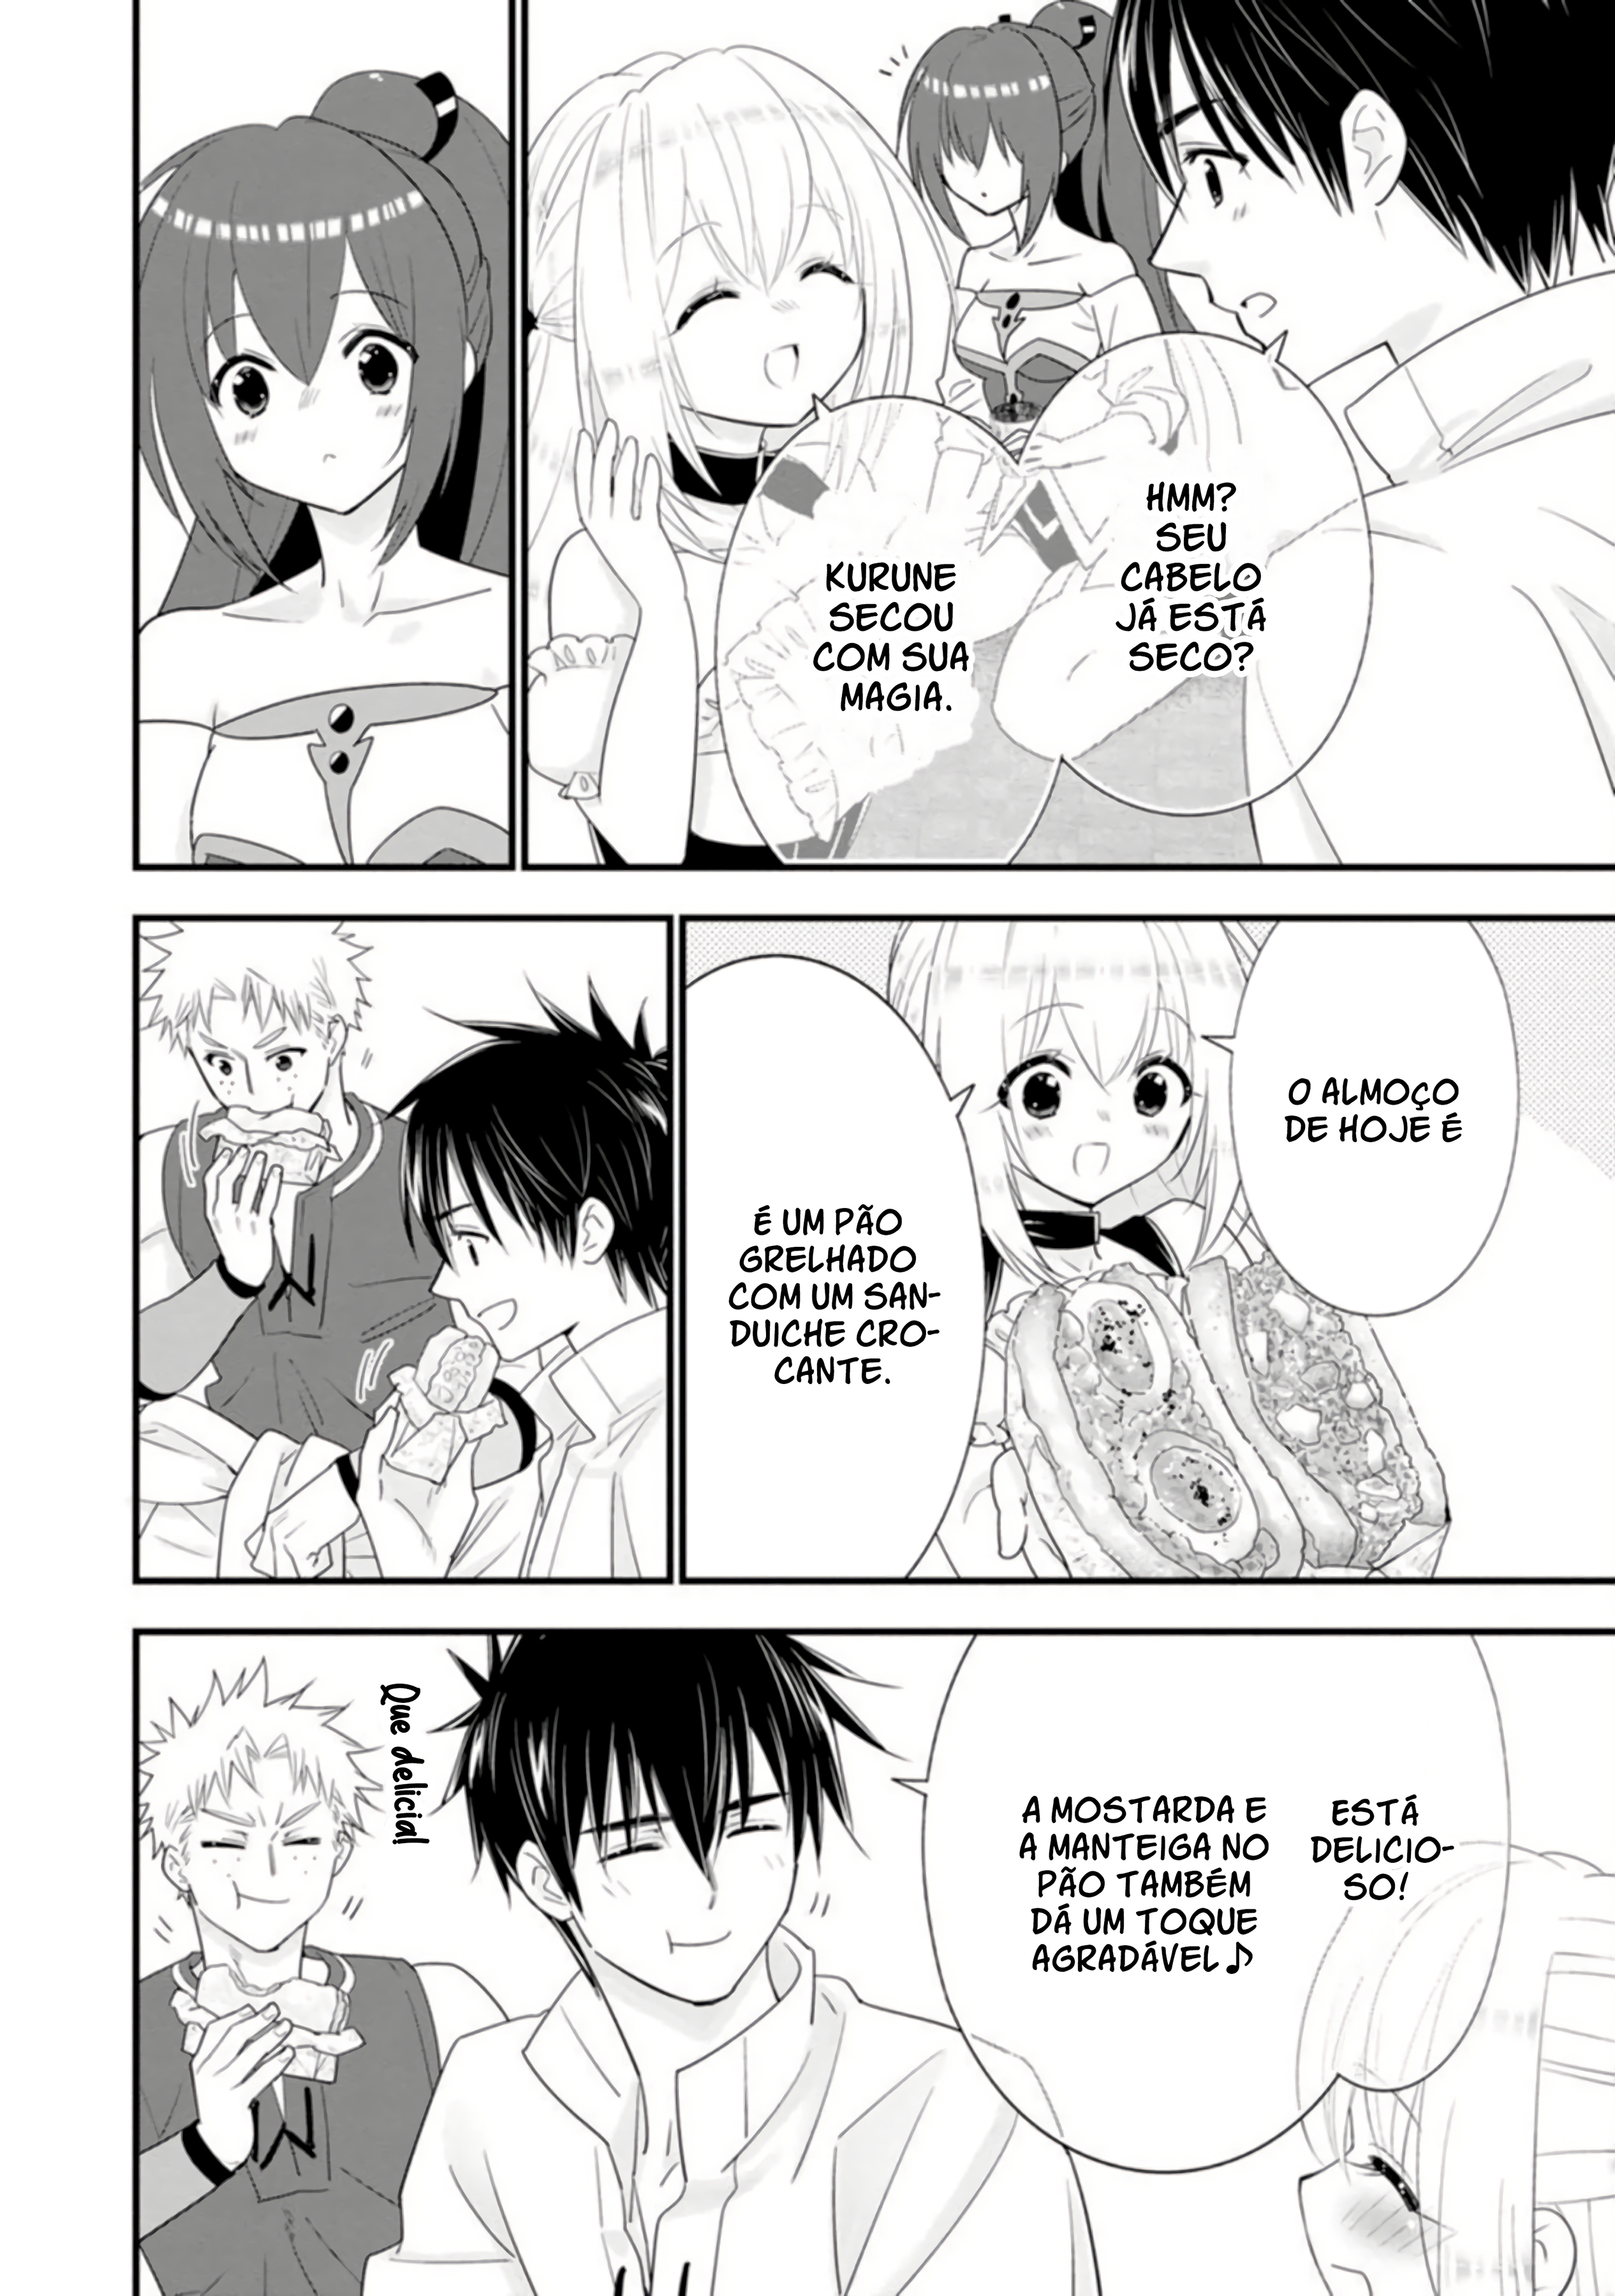 HMM?
SEU
CABELO
JÁ ESTÁ
SECO?
KURUNE
SECOU
COM SUA
MAGIA.
O ALMOÇO
DE HOJE É
É UM PÃO
GRELHADO
COM UM SAN-
DUICHE CRO-
CANTE.
ESTÁ
DELICIO-
SO!
A MOSTARDA E
A MANTEIGA NO
PÃO TAMBÉM
DÁ UM TOQUE
AGRADÁVEL♪
Que delicia!